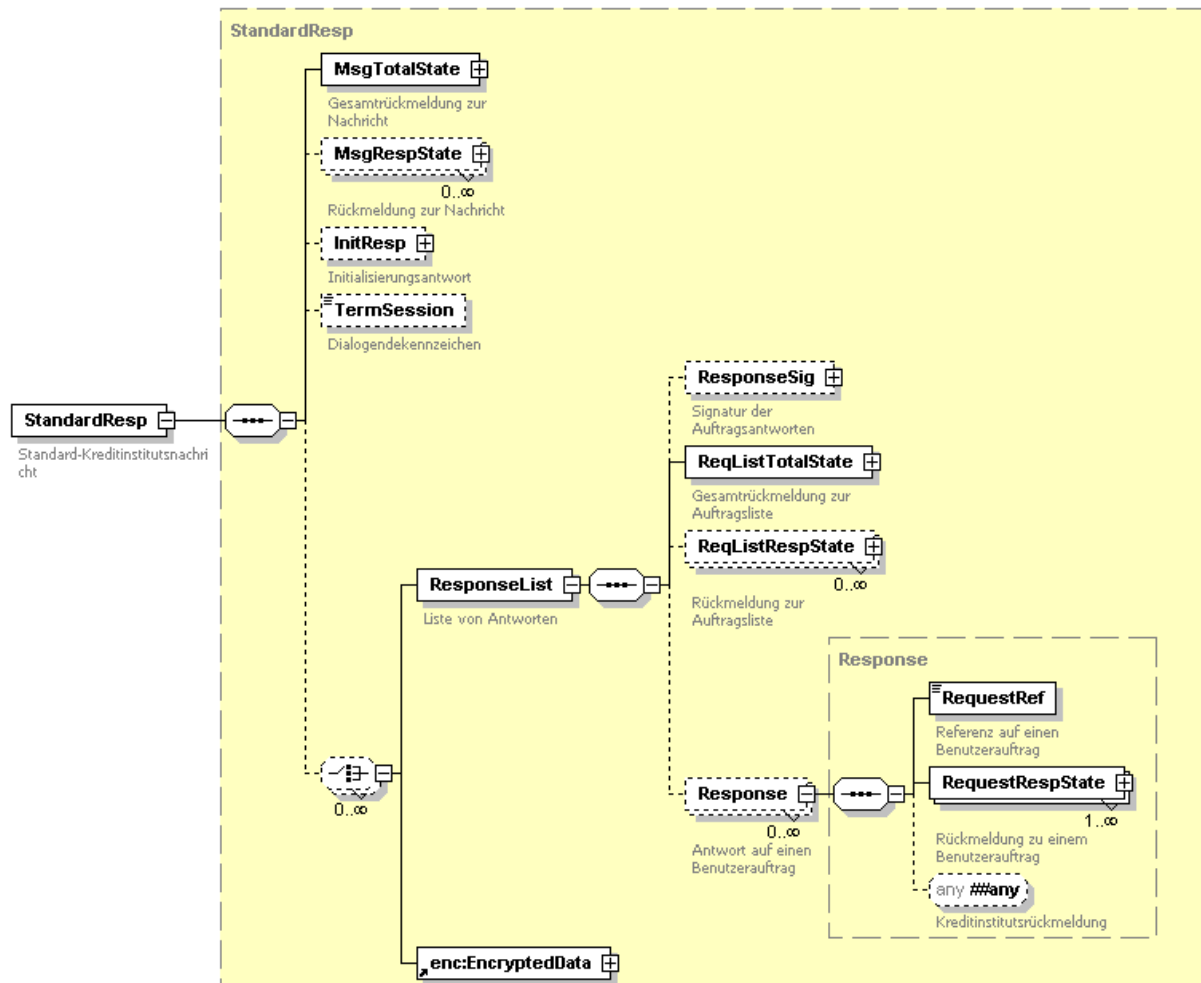 StandardResp
MsgTotalState
Gesamtrückmeldung zur
Nachricht
MsgRespState
0..∞
Rückmeldung zur Nachricht
InitResp
Initialisierungsantwort
TermSession
Dialogendekennzeichen
StandardResp
Standard-Kreditinstitutsnachri
cht
ResponseSig
Signatur der
Auftragsantworten
ReqListTotalState
Gesamtrückmeldung zur
Auftragsliste
ReqListRespState
0..∞
Rückmeldung zur
Auftragsliste
ResponseList
Liste von Antworten
Response
RequestRef
Referenz auf einen
Benutzerauftrag
RequestRespState
1..∞
Rückmeldung zu einem
Benutzerauftrag
any ##any
Kreditinstitutsrückmeldung
Response
0..∞
Antwort auf einen
Benutzerauftrag
0..∞
enc:EncryptedData